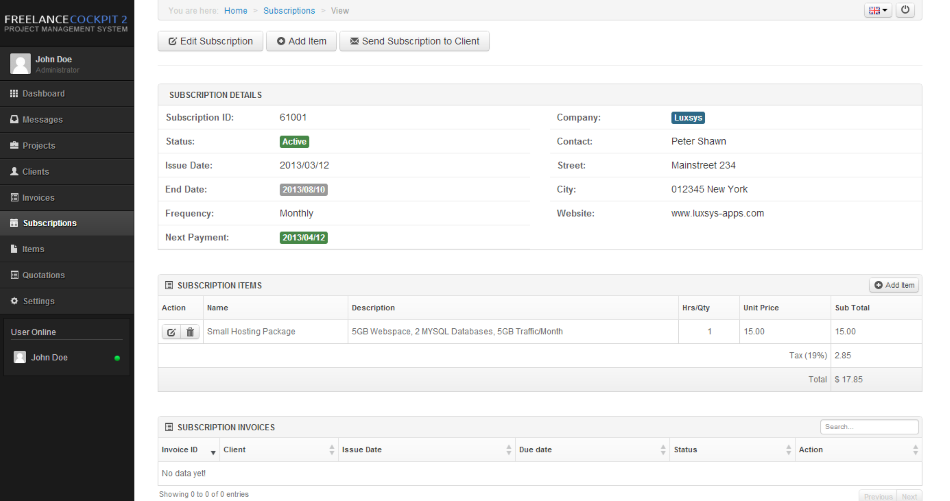 FREELANCECOCKPIT 2
PROJECT MANAGEMENT SYSTEM
John Doe
Administrator
Dashboard
Messages
Projects
Clients
Invoices
Subscriptions
Items
Quotations
Settings
User Online
John Doe
You are here: Home Subscriptions View
Edit Subscription Add Item Send Subscription to Client
SUBSCRIPTION DETAILS
Subscription ID: 61001 Company: Luxsys
Status: Active Contact: Peter Shawn
Issue Date: 2013/03/12 Street: Mainstreet 234
End Date: 2013/08/10 City: 012345 New York
Frequency: Monthly Website: www.luxsys-apps.com
Next Payment: 2013/04/12
SUBSCRIPTION ITEMS Add Item
Action Name Description Hrs/Qty Unit Price Sub Total
Small Hosting Package 5GB Webspace, 2 MYSQL Databases, 5GB Traffic/Month 1 15.00 15.00
Tax (19%) 2.85
Total $ 17.85
SUBSCRIPTION INVOICES Search...
Invoice ID Client Issue Date Due date Status Action
No data yet!
Showing 0 to 0 of 0 entries
Previous Next